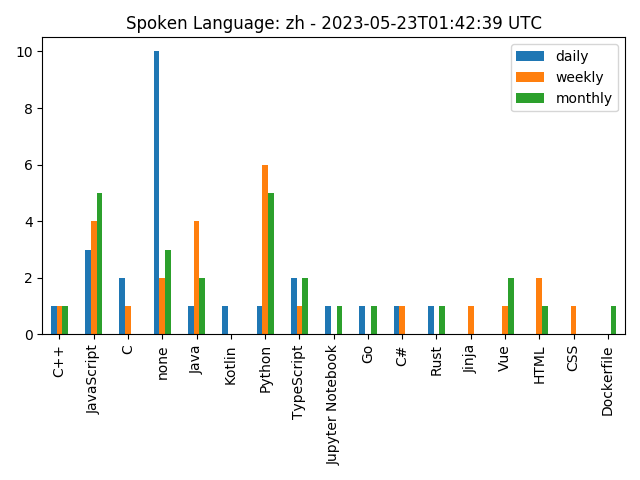 Spoken Language: zh - 2023-05-23T01:42:39 UTC
daily
weekly
monthly
10
8
6
4
2
0
C++
JavaScript
C
none
Java
Kotlin
Python
TypeScript
Jupyter Notebook
Go
C#
Rust
Jinja
Vue
HTML
CSS
Dockerfile